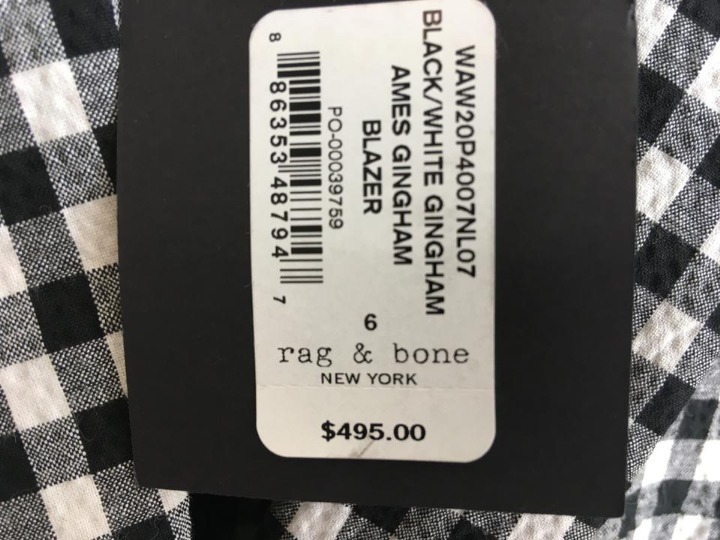 WAW20P4007NL07
BLACK/WHITE GINGHAM
AMES GINGHAM
BLAZER
PO-00039759
8 86353 48794 7
6
rag & bone
NEW YORK
$495.00